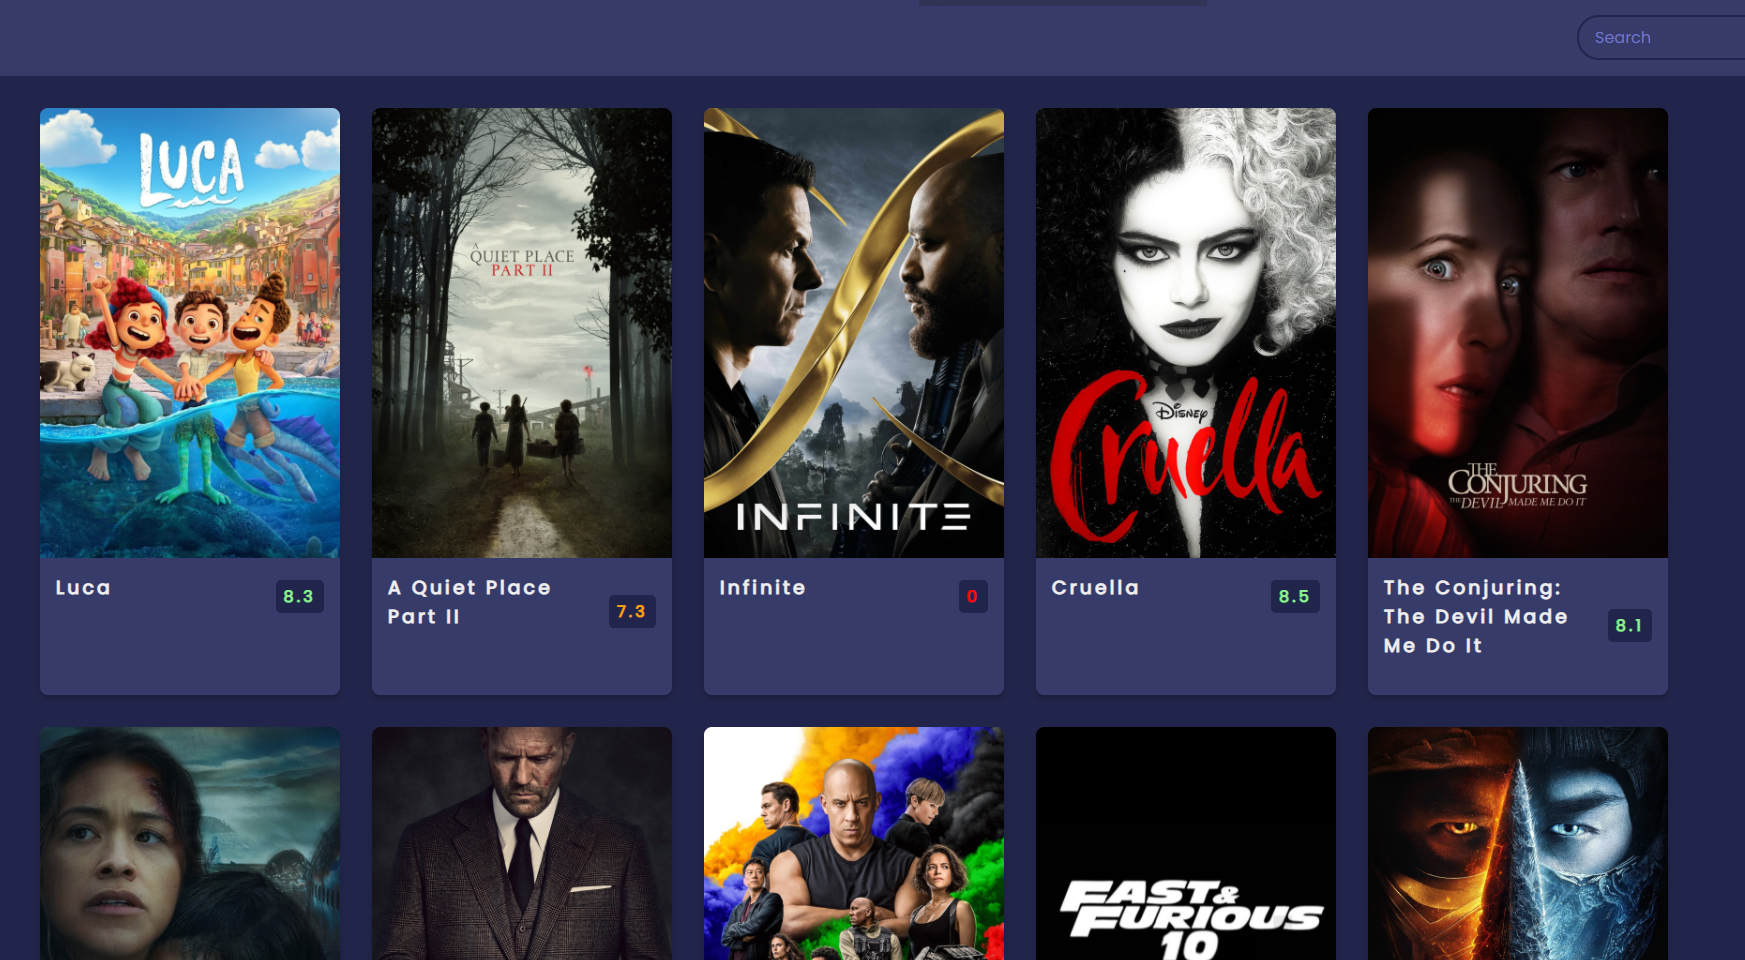 Search
LUCA
A
QUIET PLACE
PART II
INFINITE
DISNEY
Cruella
THE
CONJURING
THE DEVIL MADE ME DO IT
Luca
8.3
A Quiet Place
Part II
7.3
Infinite
0
Cruella
8.5
The Conjuring:
The Devil Made
Me Do It
8.1
FAST &
FURIOUS
10